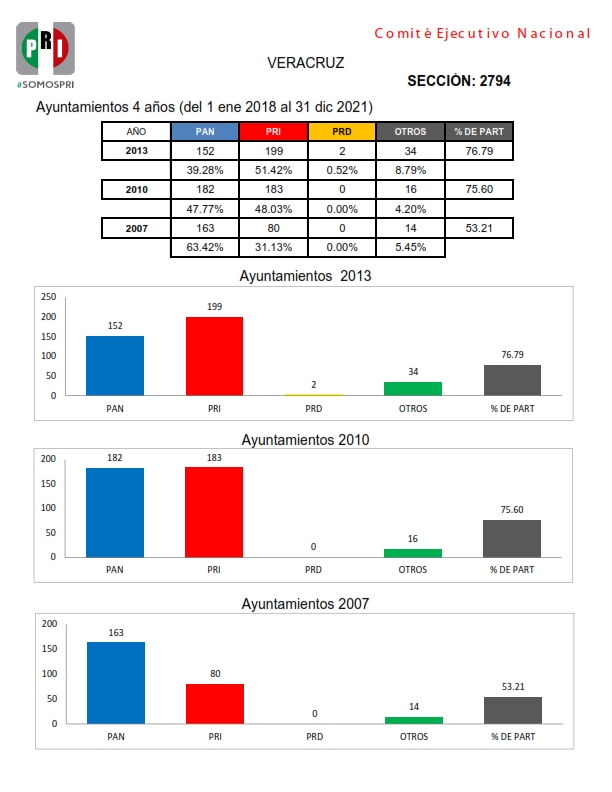 Comité Ejecutivo Nacional
PRI
#SOMOSPRI
VERACRUZ
SECCIÓN: 2794
Ayuntamientos 4 años (del 1 ene 2018 al 31 dic 2021)
AÑO PAN PRI PRD OTROS % DE PART
2013 152 199 2 34 76.79
39.28% 51.42% 0.52% 8.79%
2010 182 183 0 16 75.60
47.77% 48.03% 0.00% 4.20%
2007 163 80 0 14 53.21
63.42% 31.13% 0.00% 5.45%
Ayuntamientos 2013
250
200
150
100
50
0
152 199 2 34 76.79
PAN PRI PRD OTROS % DE PART
Ayuntamientos 2010
200
150
100
50
0
182 183 0 16 75.60
PAN PRI PRD OTROS % DE PART
Ayuntamientos 2007
200
150
100
50
0
163 80 0 14 53.21
PAN PRI PRD OTROS % DE PART